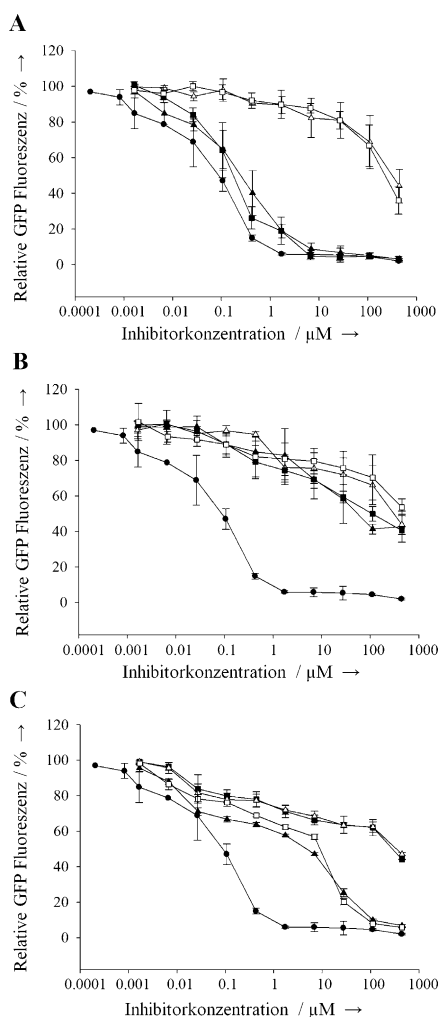 A
Relative GFP Fluoreszenz / % →
120
100
80
60
40
20
0
0.0001 0.001 0.01 0.1 1 10 100 1000
Inhibitorkonzentration / µM →
B
Relative GFP Fluoreszenz / % →
120
100
80
60
40
20
0
0.0001 0.001 0.01 0.1 1 10 100 1000
Inhibitorkonzentration / µM →
C
Relative GFP Fluoreszenz / % →
120
100
80
60
40
20
0
0.0001 0.001 0.01 0.1 1 10 100 1000
Inhibitorkonzentration / µM →